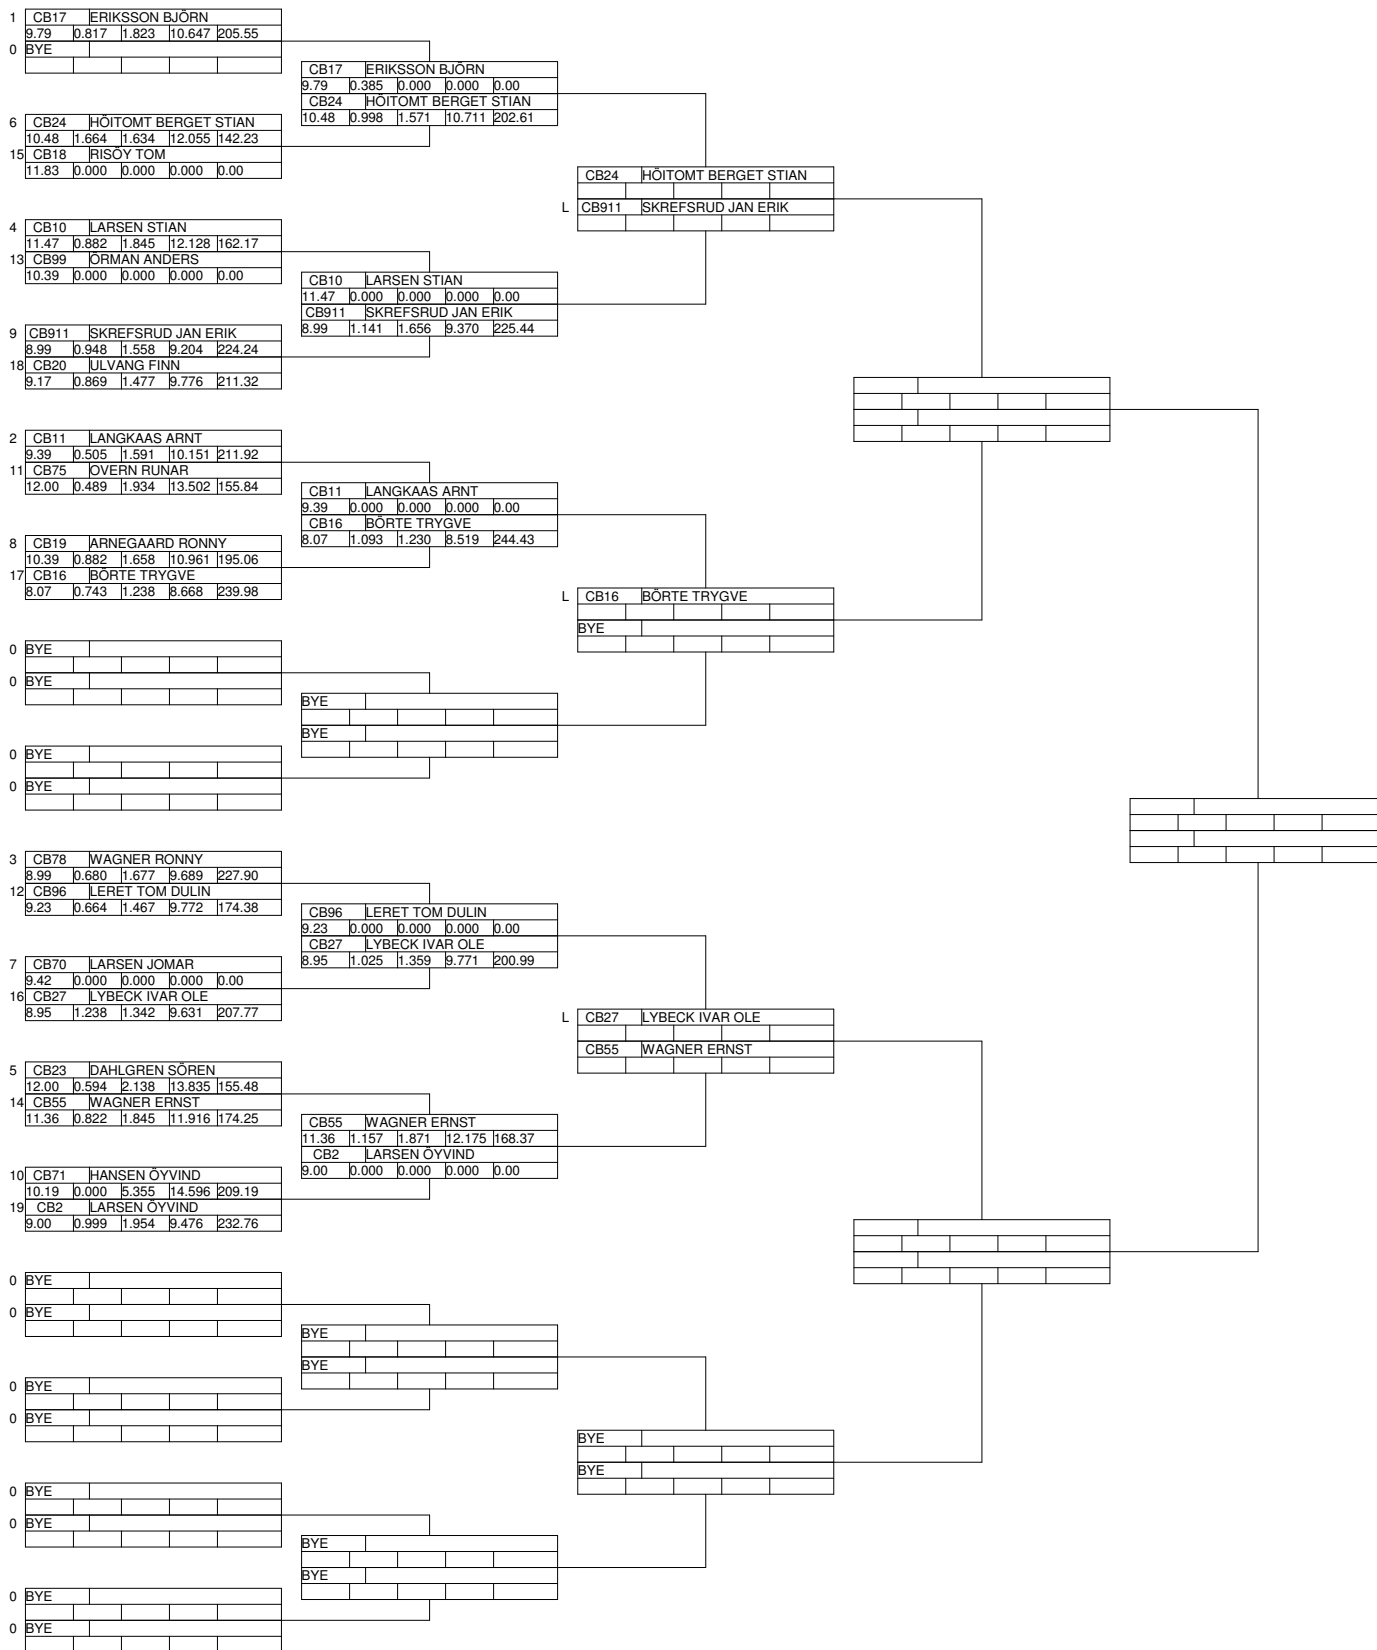 1 CB17 ERIKSSON BJÖRN
9.79 0.817 1.823 10.647 205.55
0 BYE
6 CB24 HÖITOMT BERGET STIAN
10.48 1.664 1.634 12.055 142.23
15 CB18 RISÖY TOM
11.83 0.000 0.000 0.000 0.00
4 CB10 LARSEN STIAN
11.47 0.882 1.845 12.128 162.17
13 CB99 ÖRMAN ANDERS
10.39 0.000 0.000 0.000 0.00
9 CB911 SKREFSRUD JAN ERIK
8.99 0.948 1.558 9.204 224.24
18 CB20 ULVANG FINN
9.17 0.869 1.477 9.776 211.32
2 CB11 LANGKAAS ARNT
9.39 0.505 1.591 10.151 211.92
11 CB75 OVERN RUNAR
12.00 0.489 1.934 13.502 155.84
8 CB19 ARNEGAARD RONNY
10.39 0.882 1.658 10.961 195.06
17 CB16 BÖRTE TRYGVE
8.07 0.743 1.238 8.668 239.98
0 BYE
0 BYE
0 BYE
0 BYE
3 CB78 WAGNER RONNY
8.99 0.680 1.677 9.689 227.90
12 CB96 LERET TOM DULIN
9.23 0.664 1.467 9.772 174.38
7 CB70 LARSEN JOMAR
9.42 0.000 0.000 0.000 0.00
16 CB27 LYBECK IVAR OLE
8.95 1.238 1.342 9.631 207.77
5 CB23 DAHLGREN SÖREN
12.00 0.594 2.138 13.835 155.48
14 CB55 WAGNER ERNST
11.36 0.822 1.845 11.916 174.25
10 CB71 HANSEN ÖYVIND
10.19 0.000 5.355 14.596 209.19
19 CB2 LARSEN ÖYVIND
9.00 0.999 1.954 9.476 232.76
0 BYE
0 BYE
0 BYE
0 BYE
0 BYE
0 BYE
0 BYE
0 BYE
CB17 ERIKSSON BJÖRN
9.79 0.385 0.000 0.000 0.00
CB24 HÖITOMT BERGET STIAN
10.48 0.998 1.571 10.711 202.61
CB10 LARSEN STIAN
11.47 0.000 0.000 0.000 0.00
CB911 SKREFSRUD JAN ERIK
8.99 1.141 1.656 9.370 225.44
CB11 LANGKAAS ARNT
9.39 0.000 0.000 0.000 0.00
CB16 BÖRTE TRYGVE
8.07 1.093 1.230 8.519 244.43
BYE
BYE
CB96 LERET TOM DULIN
9.23 0.000 0.000 0.000 0.00
CB27 LYBECK IVAR OLE
8.95 1.025 1.359 9.771 200.99
CB55 WAGNER ERNST
11.36 1.157 1.871 12.175 168.37
CB2 LARSEN ÖYVIND
9.00 0.000 0.000 0.000 0.00
BYE
BYE
BYE
BYE
CB24 HÖITOMT BERGET STIAN
L CB911 SKREFSRUD JAN ERIK
L CB16 BÖRTE TRYGVE
BYE
L CB27 LYBECK IVAR OLE
CB55 WAGNER ERNST
BYE
BYE